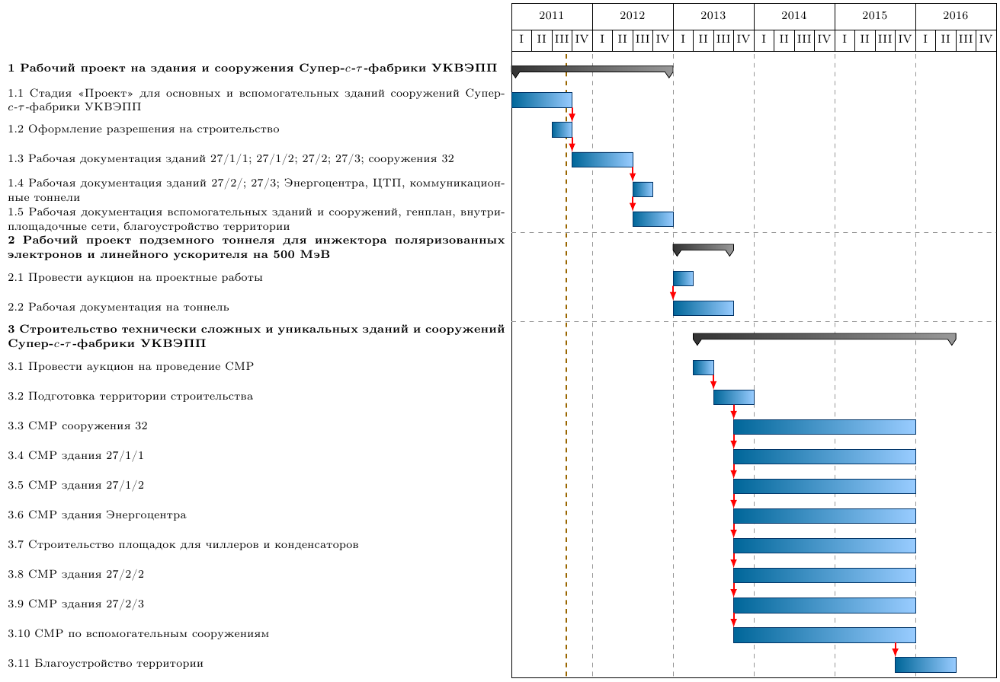 2011 2012 2013 2014 2015 2016
I II III IV I II III IV I II III IV I II III IV I II III IV I II III IV
1 Рабочий проект на здания и сооружения Супер-c-τ-фабрики УКВЭПП
1.1 Стадия «Проект» для основных и вспомогательных зданий сооружений Супер-
c-τ-фабрики УКВЭПП
1.2 Оформление разрешения на строительство
1.3 Рабочая документация зданий 27/1/1; 27/1/2; 27/2; 27/3; сооружения 32
1.4 Рабочая документация зданий 27/2/; 27/3; Энергоцентра, ЦТП, коммуникацион-
ные тоннели
1.5 Рабочая документация вспомогательных зданий и сооружений, генплан, внутри-
площадочные сети, благоустройство территории
2 Рабочий проект подземного тоннеля для инжектора поляризованных
электронов и линейного ускорителя на 500 МэВ
2.1 Провести аукцион на проектные работы
2.2 Рабочая документация на тоннель
3 Строительство технически сложных и уникальных зданий и сооружений
Супер-c-τ-фабрики УКВЭПП
3.1 Провести аукцион на проведение СМР
3.2 Подготовка территории строительства
3.3 СМР сооружения 32
3.4 СМР здания 27/1/1
3.5 СМР здания 27/1/2
3.6 СМР здания Энергоцентра
3.7 Строительство площадок для чиллеров и конденсаторов
3.8 СМР здания 27/2/2
3.9 СМР здания 27/2/3
3.10 СМР по вспомогательным сооружениям
3.11 Благоустройство территории